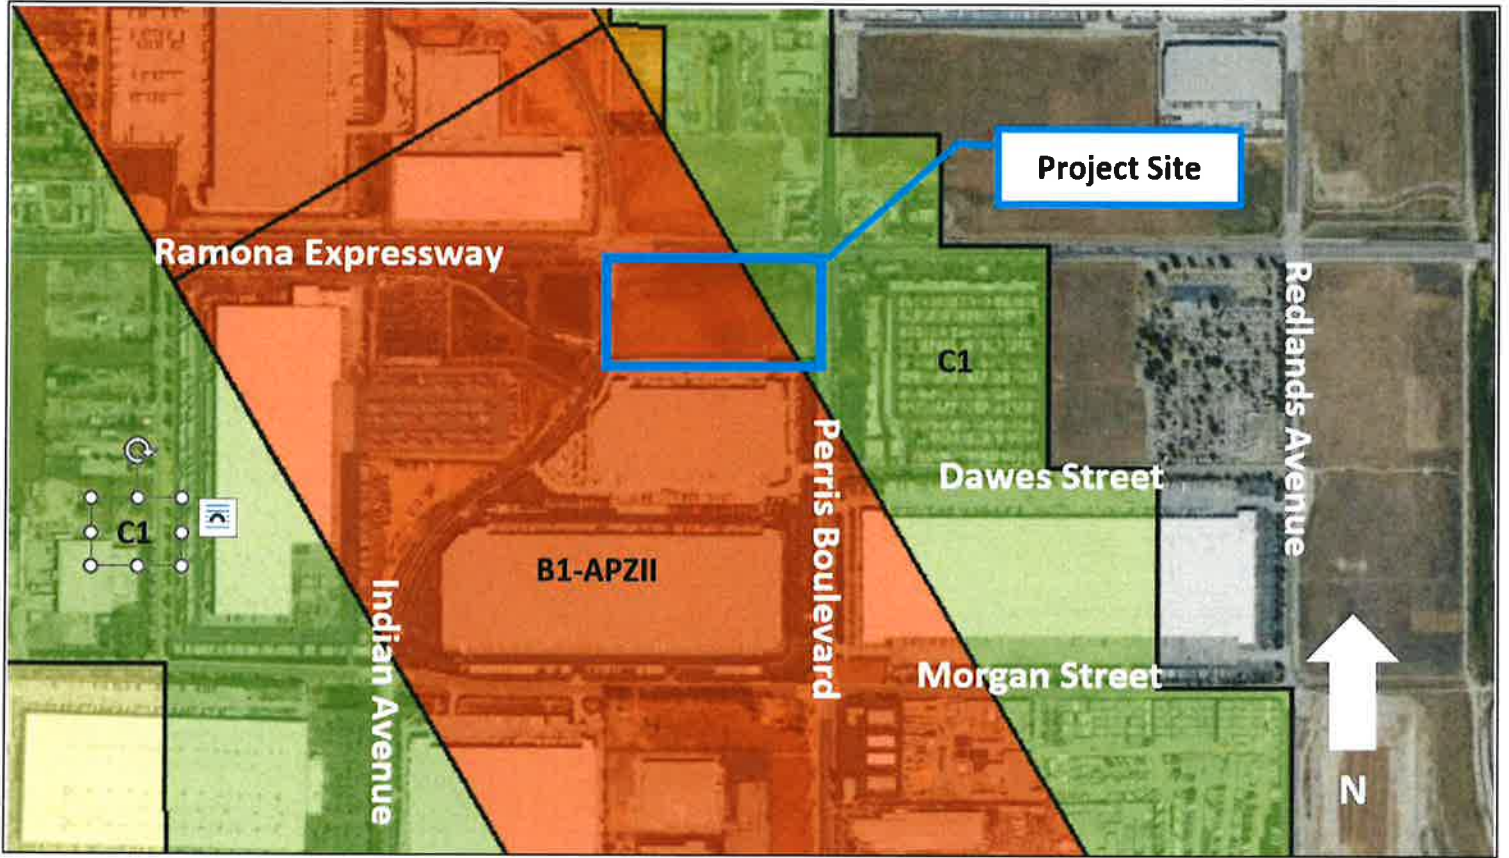 Project Site
Ramona Expressway
Redlands Avenue
C1
Perris Boulevard
Dawes Street
C1
B1-APZII
Indian Avenue
Morgan Street
N